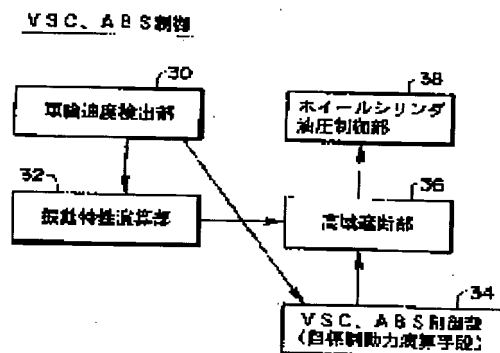 VSC、ABS制御
30
車輪速度検出部
38
ホイールシリンダ
油圧制御部
32
振動特性演算部
36
高域遮断部
34
VSC、ABS制御部
(目標制動力演算手段)